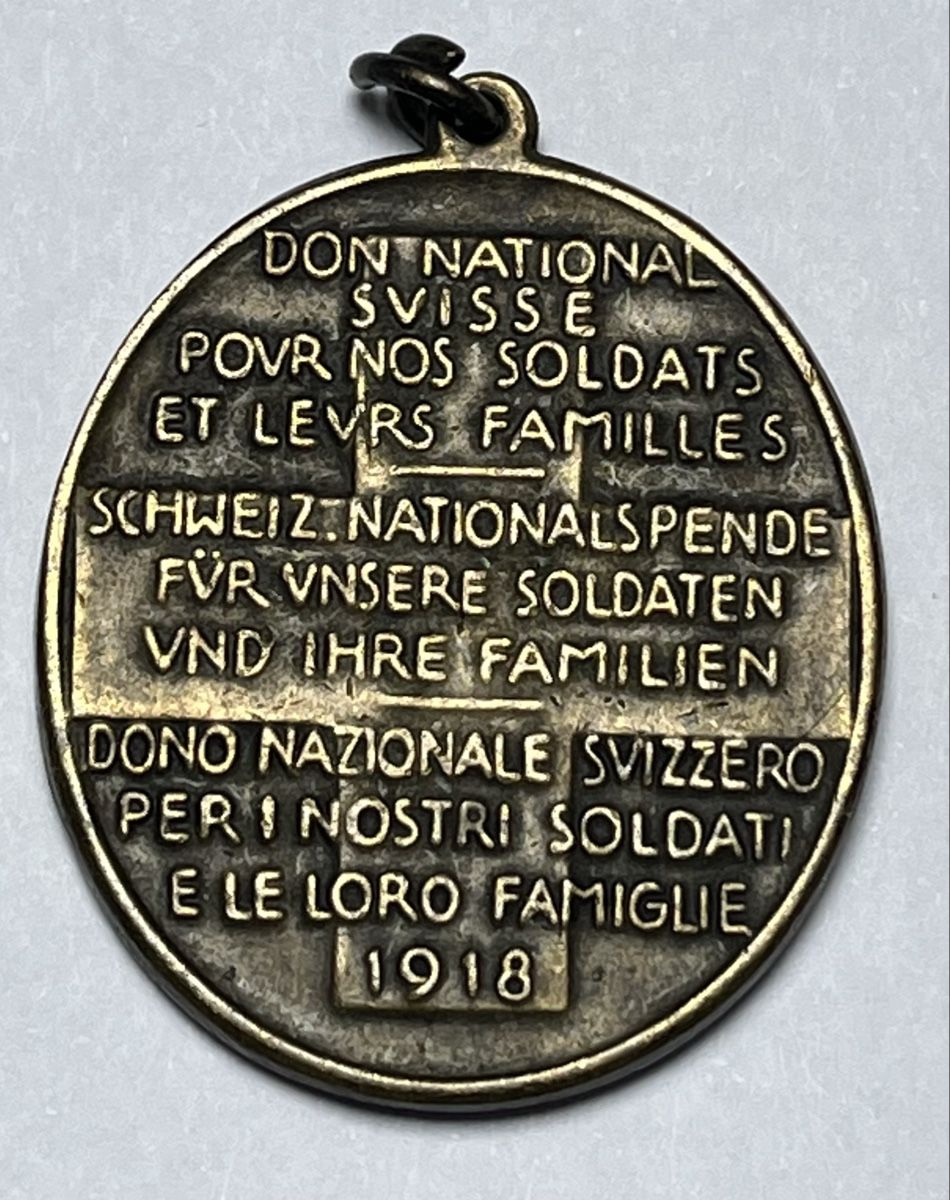 DON NATIONAL
SVISSE
POVR NOS SOLDATS
ET LEVRS FAMILLES
SCHWEIZ. NATIONALSPENDE
FÜR VNSERE SOLDATEN
VND IHRE FAMILIEN
DONO NAZIONALE SVIZZERO
PER I NOSTRI SOLDATI
E LE LORO FAMIGLIE
1918